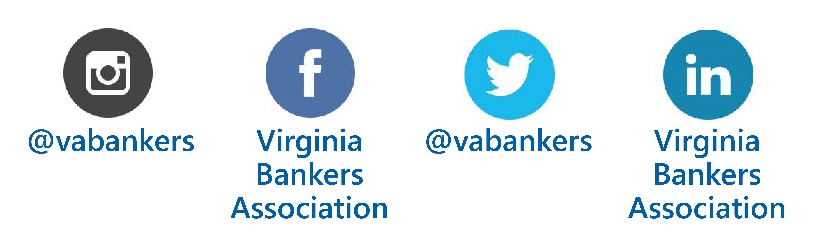 @vabankers
Virginia
Bankers
Association
@vabankers
Virginia
Bankers
Association